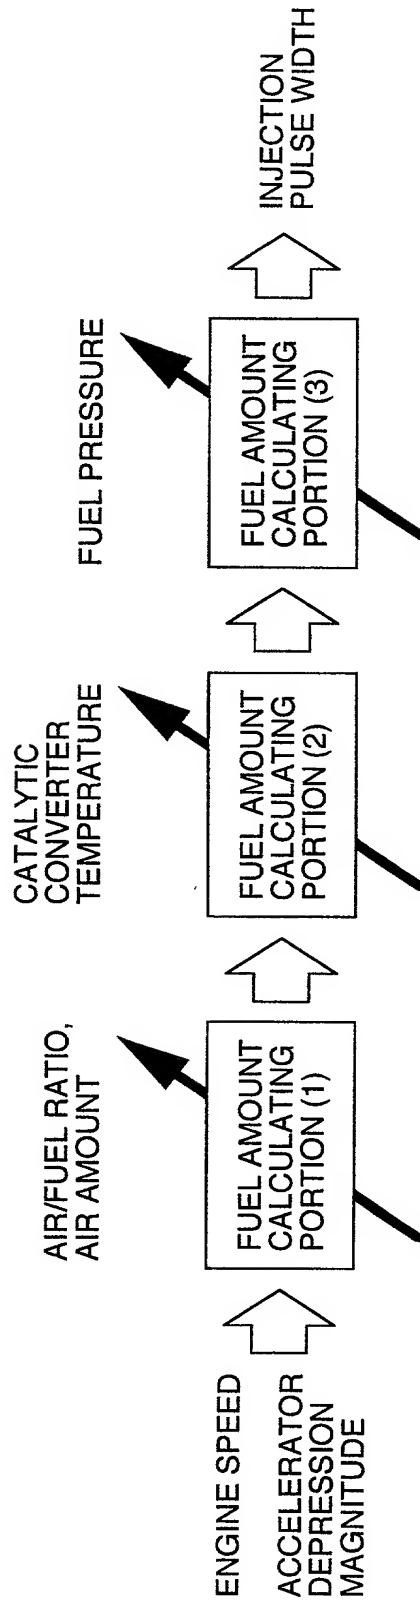 ENGINE SPEED
ACCELERATOR
DEPRESSION
MAGNITUDE
AIR/FUEL RATIO,
AIR AMOUNT
FUEL AMOUNT
CALCULATING
PORTION (1)
CATALYTIC
CONVERTER
TEMPERATURE
FUEL AMOUNT
CALCULATING
PORTION (2)
FUEL PRESSURE
FUEL AMOUNT
CALCULATING
PORTION (3)
INJECTION
PULSE WIDTH